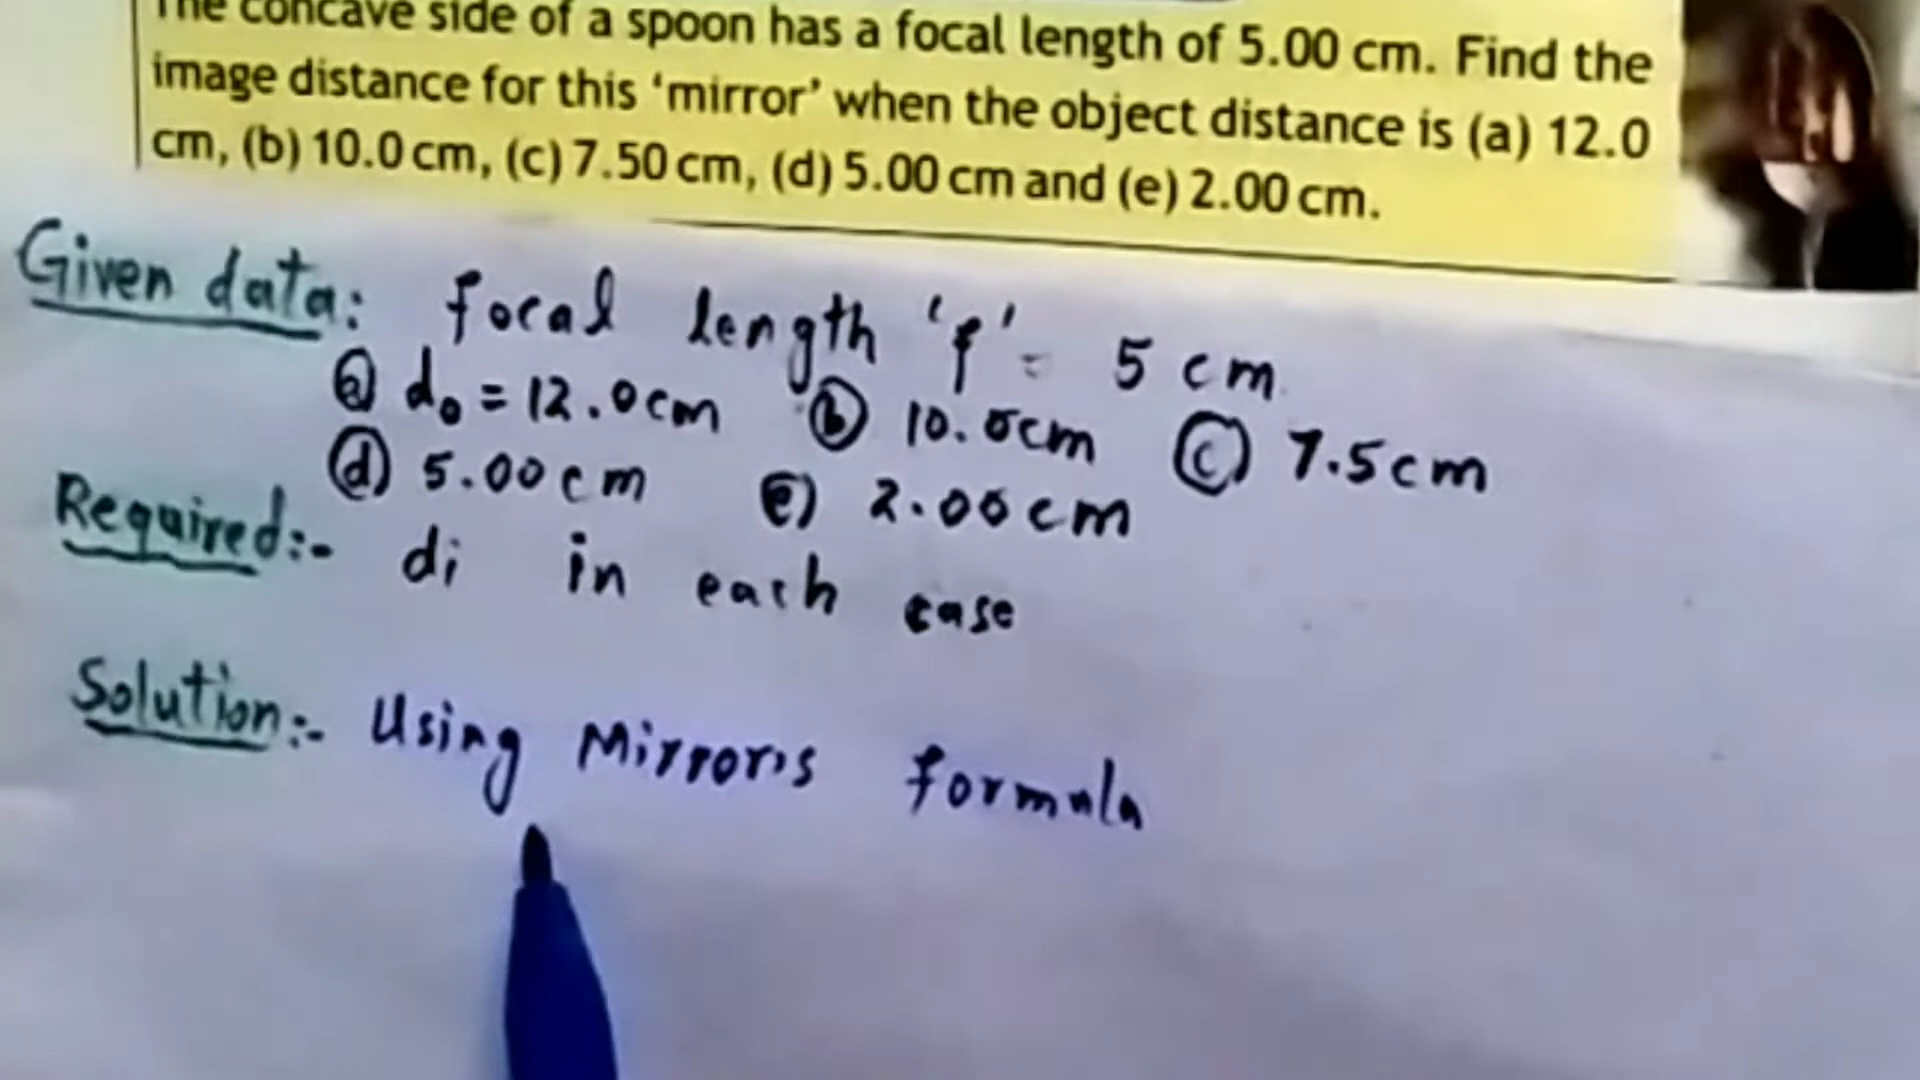 The concave side of a spoon has a focal length of 5.00 cm. Find the
image distance for this ‘mirror’ when the object distance is (a) 12.0
cm, (b) 10.0 cm, (c) 7.50 cm, (d) 5.00 cm and (e) 2.00 cm.
Given data: focal length 'f' = 5 cm
(a) do = 12.0cm (b) 10.0cm (c) 7.5cm
(d) 5.00cm e) 2.00cm
Required:- di in each case
Solution:- Using Mirror's formula